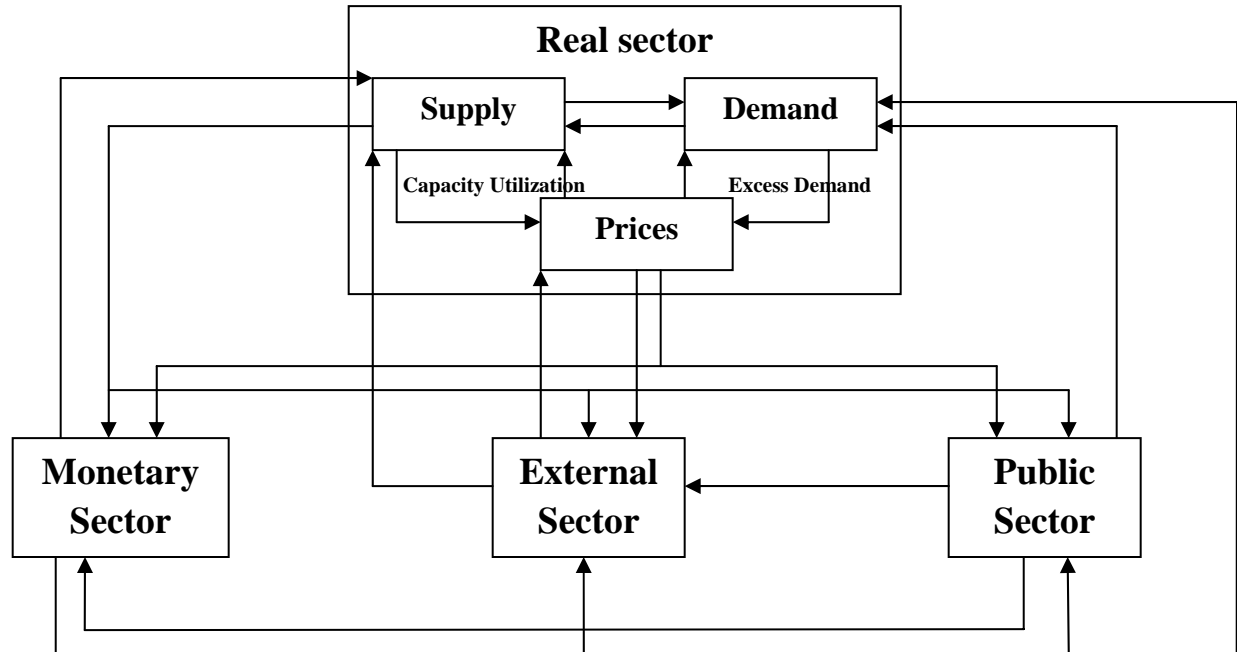 Real sector
Supply
Demand
Capacity Utilization
Excess Demand
Prices
Monetary
Sector
External
Sector
Public
Sector